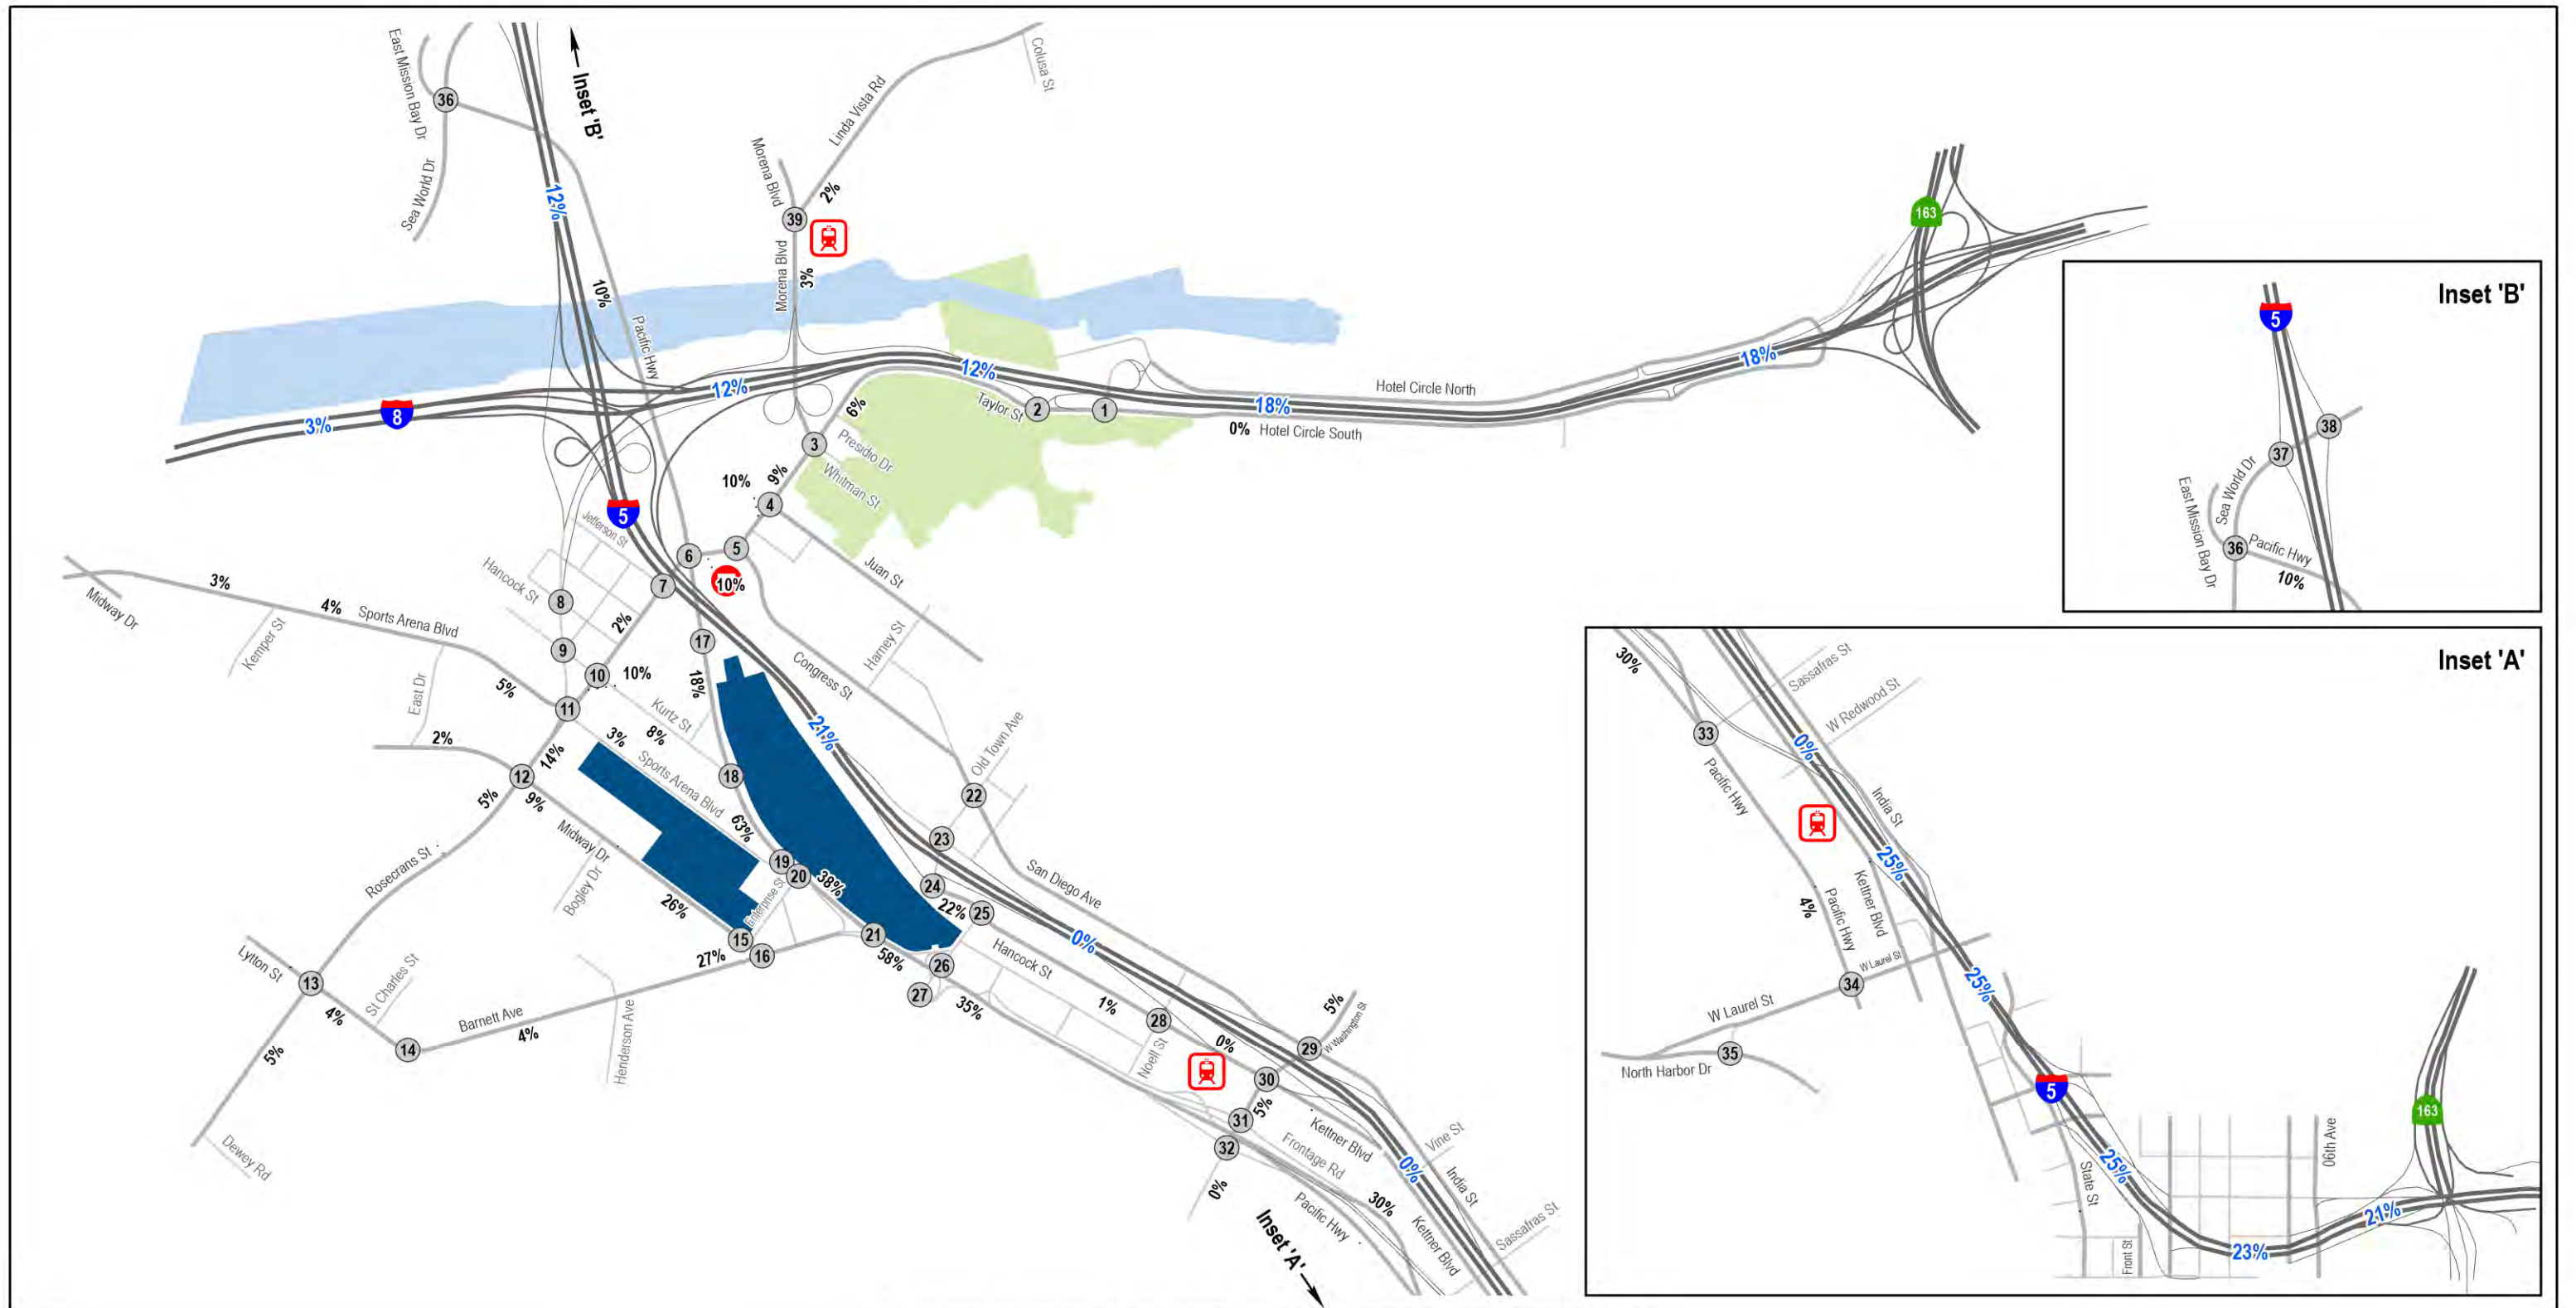 East Mission Bay Dr
36
Sea World Dr
Inset 'B'
12%
Colusa St
Linda Vista Rd
Morena Blvd
2%
39
Morena Blvd
3%
10%
Pacific Hwy
163
3%
8
12%
12%
Taylor St
2
1
18%
Hotel Circle North
0% Hotel Circle South
18%
6%
3
Presidio Dr
Whitman St
9%
10%
4
5
Jefferson St
6
5
7
10%
Juan St
Hancock St
8
2%
9
10
10%
17
18%
Congress St
Harney St
Midway Dr
3%
Kemper St
4%
Sports Arena Blvd
East Dr
5%
11
Kurtz St
8%
3%
Sports Arena Blvd
21%
Old Town Ave
2%
14%
12
5%
9%
Midway Dr
18
63%
22
23
19
20
38%
24
22%
25
San Diego Ave
Rosecrans St
Bogley Dr
26%
Enterprise St
15
16
27%
21
58%
26
27
35%
Hancock St
0%
Lytton St
13
St Charles St
4%
14
Barnett Ave
4%
Henderson Ave
5%
Dewey Rd
1%
28
Noell St
0%
5%
29
W Washington St
30
5%
31
32
0%
Kettner Blvd
Frontage Rd
30%
Pacific Hwy
0%
Vine St
India St
Kettner Blvd
Sassafras St
Inset 'A'
Inset 'B'
5
38
37
Sea World Dr
East Mission Bay Dr
36
Pacific Hwy
10%
Inset 'A'
30%
Sassafras St
W Redwood St
33
0%
Pacific Hwy
India St
25%
Kettner Blvd
4%
Pacific Hwy
W Laurel St
34
W Laurel St
35
North Harbor Dr
25%
5
163
25%
State St
Front St
06th Ave
21%
23%